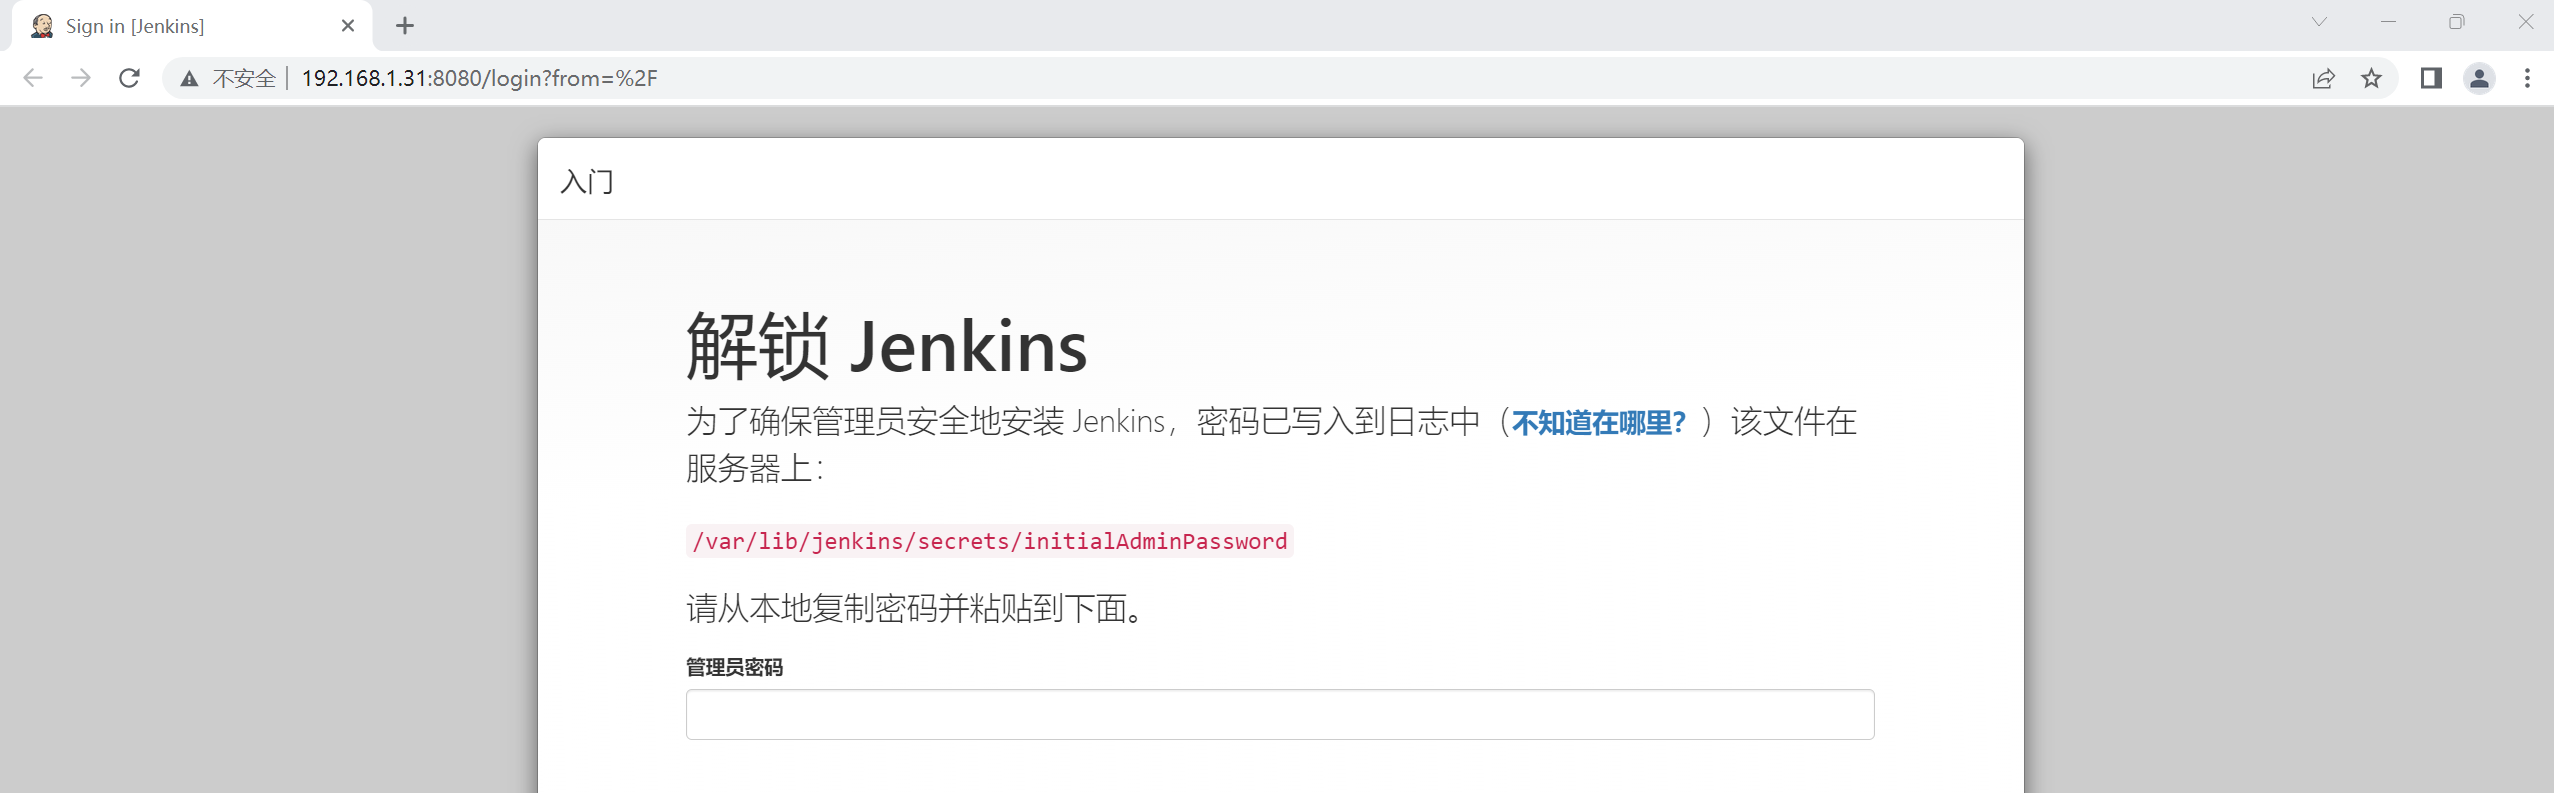 Sign in [Jenkins]
不安全 | 192.168.1.31:8080/login?from=%2F
入门
解锁 Jenkins
为了确保管理员安全地安装 Jenkins，密码已写入到日志中（不知道在哪里？）该文件在
服务器上：
/var/lib/jenkins/secrets/initialAdminPassword
请从本地复制密码并粘贴到下面。
管理员密码